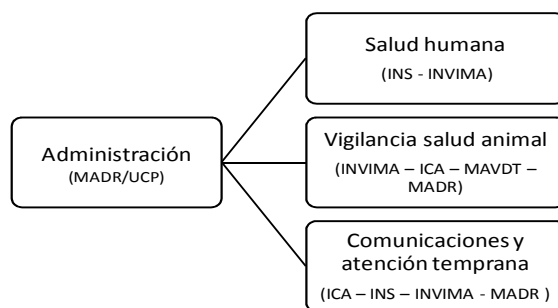 Salud humana
(INS - INVIMA)
Administración
(MADR/UCP)
Vigilancia salud animal
(INVIMA – ICA – MAVDT –
MADR)
Comunicaciones y
atención temprana
(ICA – INS – INVIMA - MADR )